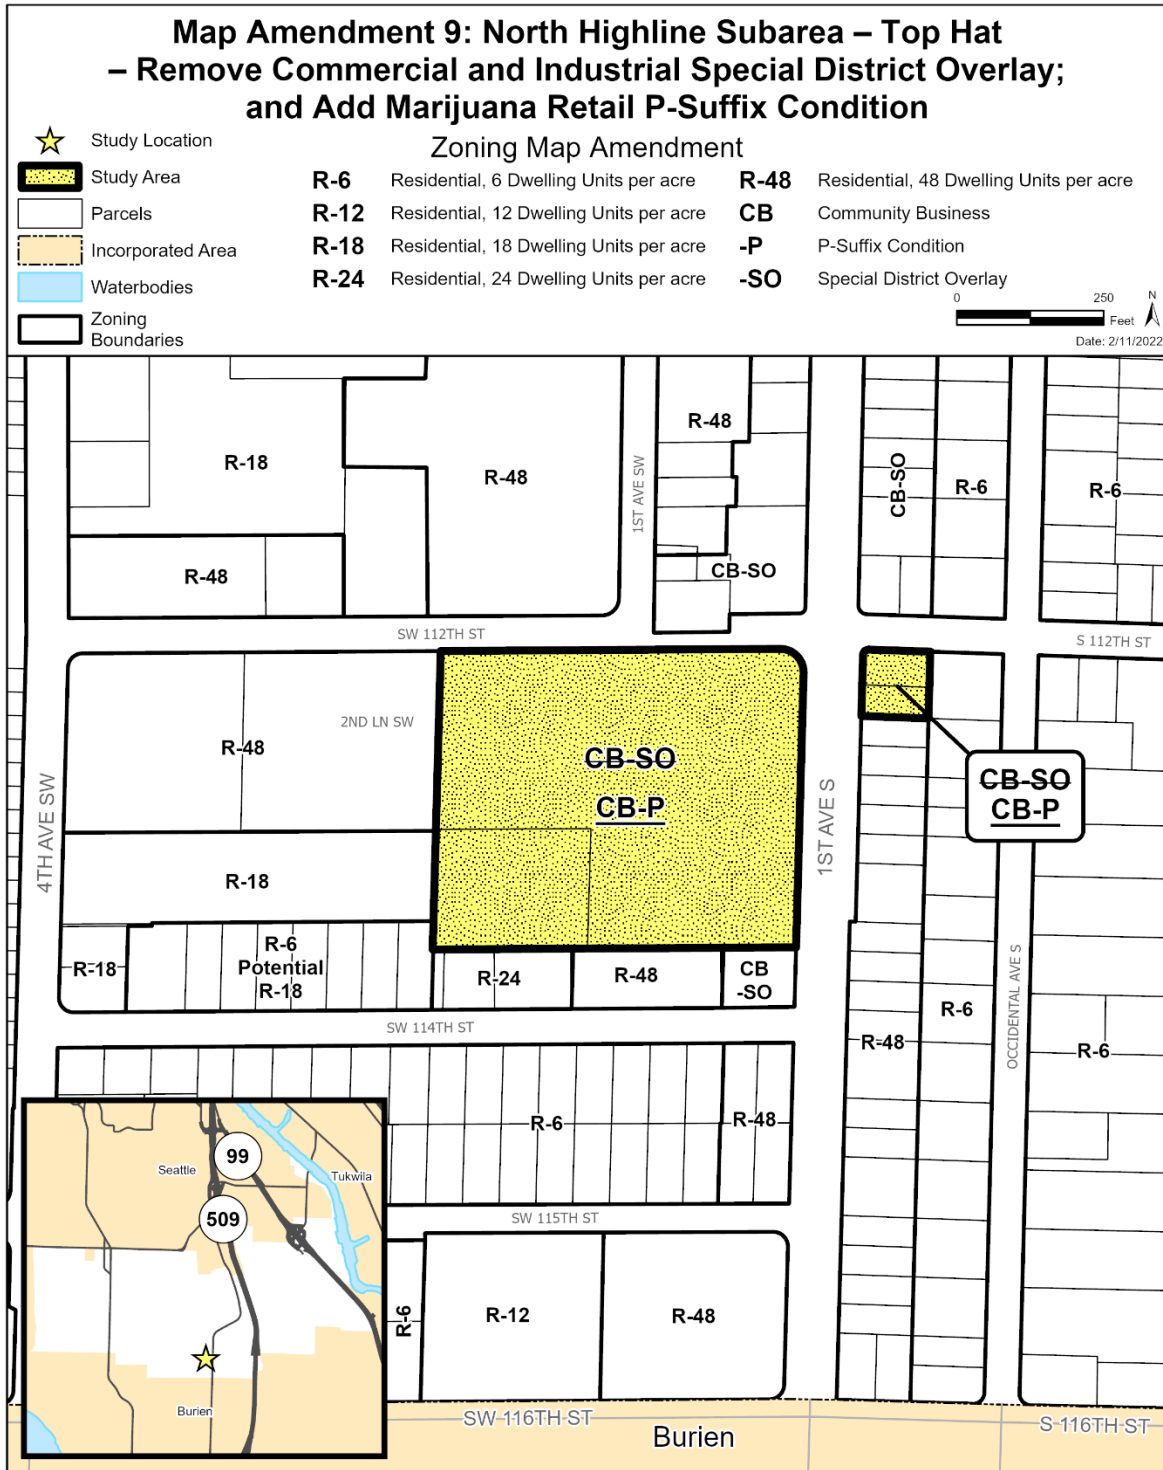 Map Amendment 9: North Highline Subarea – Top Hat
– Remove Commercial and Industrial Special District Overlay;
and Add Marijuana Retail P-Suffix Condition
Zoning Map Amendment
Study Location
Study Area
Parcels
Incorporated Area
Waterbodies
Zoning
Boundaries
R-6 Residential, 6 Dwelling Units per acre
R-12 Residential, 12 Dwelling Units per acre
R-18 Residential, 18 Dwelling Units per acre
R-24 Residential, 24 Dwelling Units per acre
R-48 Residential, 48 Dwelling Units per acre
CB Community Business
-P P-Suffix Condition
-SO Special District Overlay
0 250
Feet
N
Date: 2/11/2022
R-18
R-48
R-48
1ST AVE SW
R-48
CB-SO
CB-SO
R-6
R-6
R-48
SW 112TH ST
S 112TH ST
2ND LN SW
R-48
CB-SO
CB-P
CB-SO
CB-P
4TH AVE SW
1ST AVE S
R-18
R-18
R-6
Potential
R-18
R-24
R-48
CB
-SO
SW 114TH ST
OCCIDENTAL AVE S
R-6
R-48
R-6
R-6
R-48
SW 115TH ST
R-6
R-12
R-48
Seattle
99
Tukwila
509
Burien
SW 116TH ST
S 116TH ST
Burien